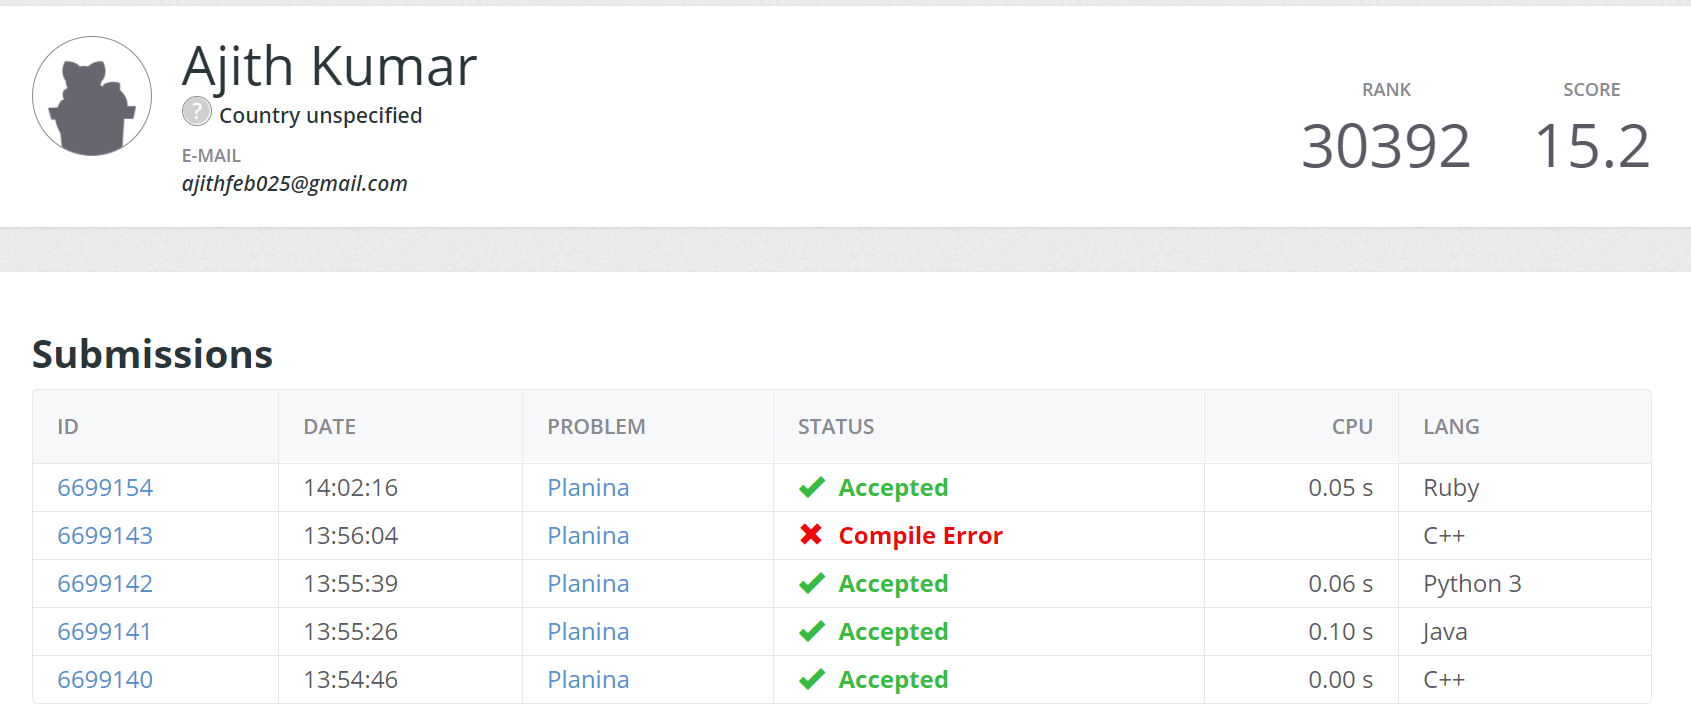 Ajith Kumar
? Country unspecified
E-MAIL
ajithfeb025@gmail.com
RANK
30392
SCORE
15.2
Submissions
ID DATE PROBLEM STATUS CPU LANG
6699154 14:02:16 Planina Accepted 0.05 s Ruby
6699143 13:56:04 Planina Compile Error C++
6699142 13:55:39 Planina Accepted 0.06 s Python 3
6699141 13:55:26 Planina Accepted 0.10 s Java
6699140 13:54:46 Planina Accepted 0.00 s C++